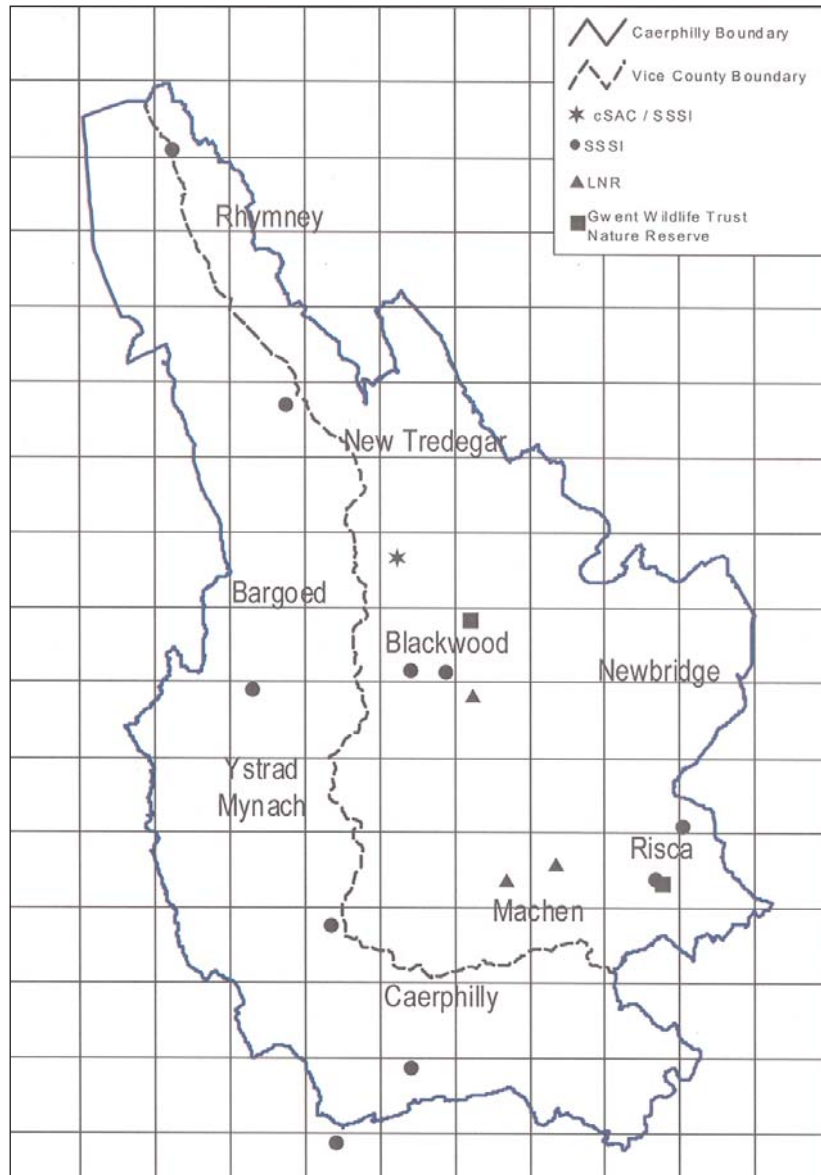 Caerphilly Boundary
Vice County Boundary
cSAC / SSSI
SSSI
LNR
Gwent Wildlife Trust
Nature Reserve
Rhymney
New Tredegar
Bargoed
Blackwood
Newbridge
Ystrad
Mynach
Risca
Machen
Caerphilly